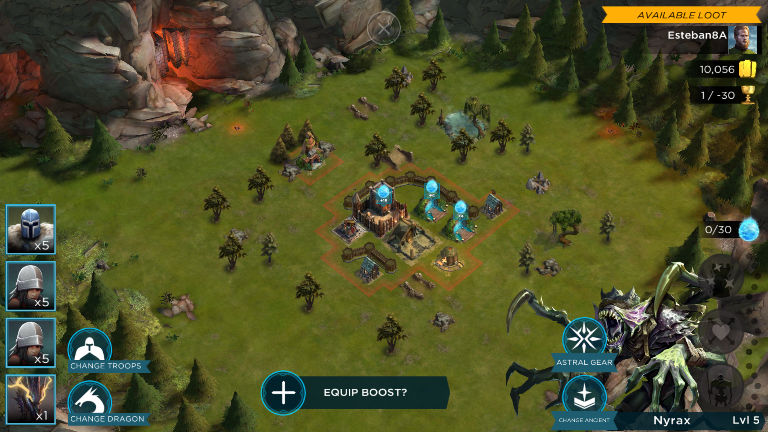 AVAILABLE LOOT
Esteban8A
10,056
1 / -30
0/30
x5
x5
x5
x1
CHANGE TROOPS
CHANGE DRAGON
EQUIP BOOST?
ASTRAL GEAR
CHANGE ANCIENT
Nyrax Lvl 5